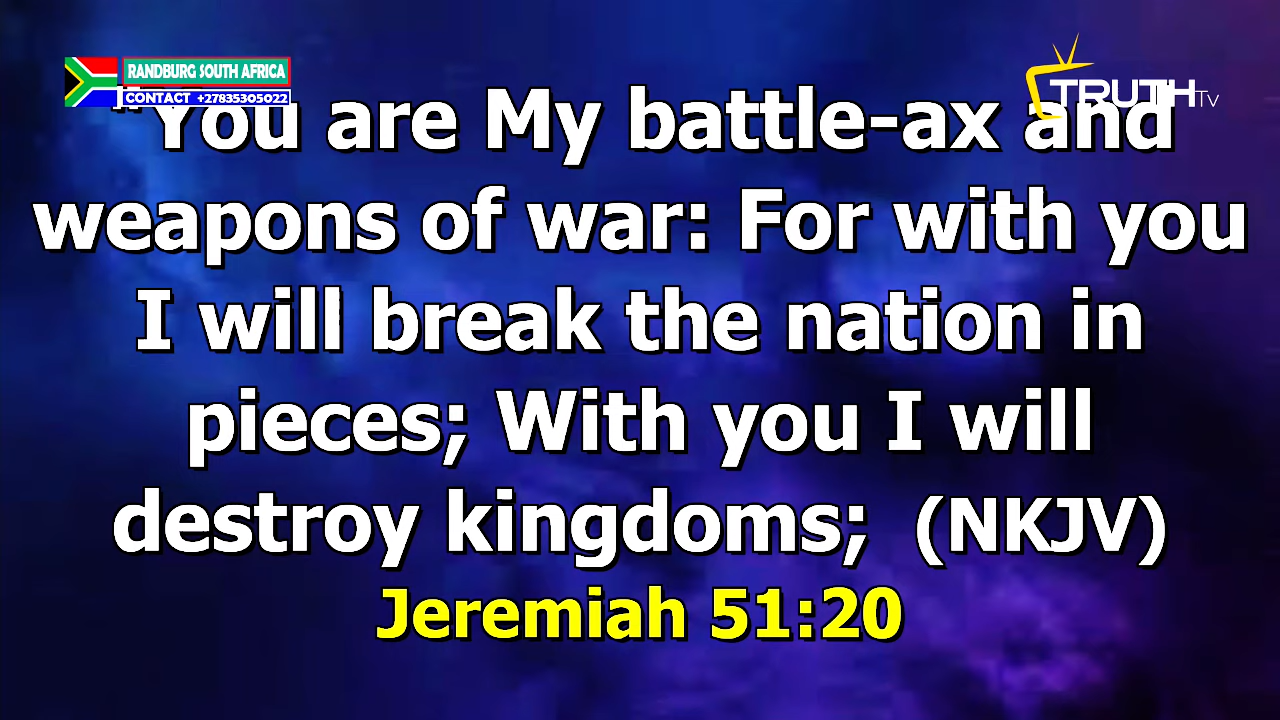 RANDBURG SOUTH AFRICA
CONTACT +27835305022
TRUTH TV
"You are My battle-ax and
weapons of war: For with you
I will break the nation in
pieces; With you I will
destroy kingdoms; (NKJV)
Jeremiah 51:20